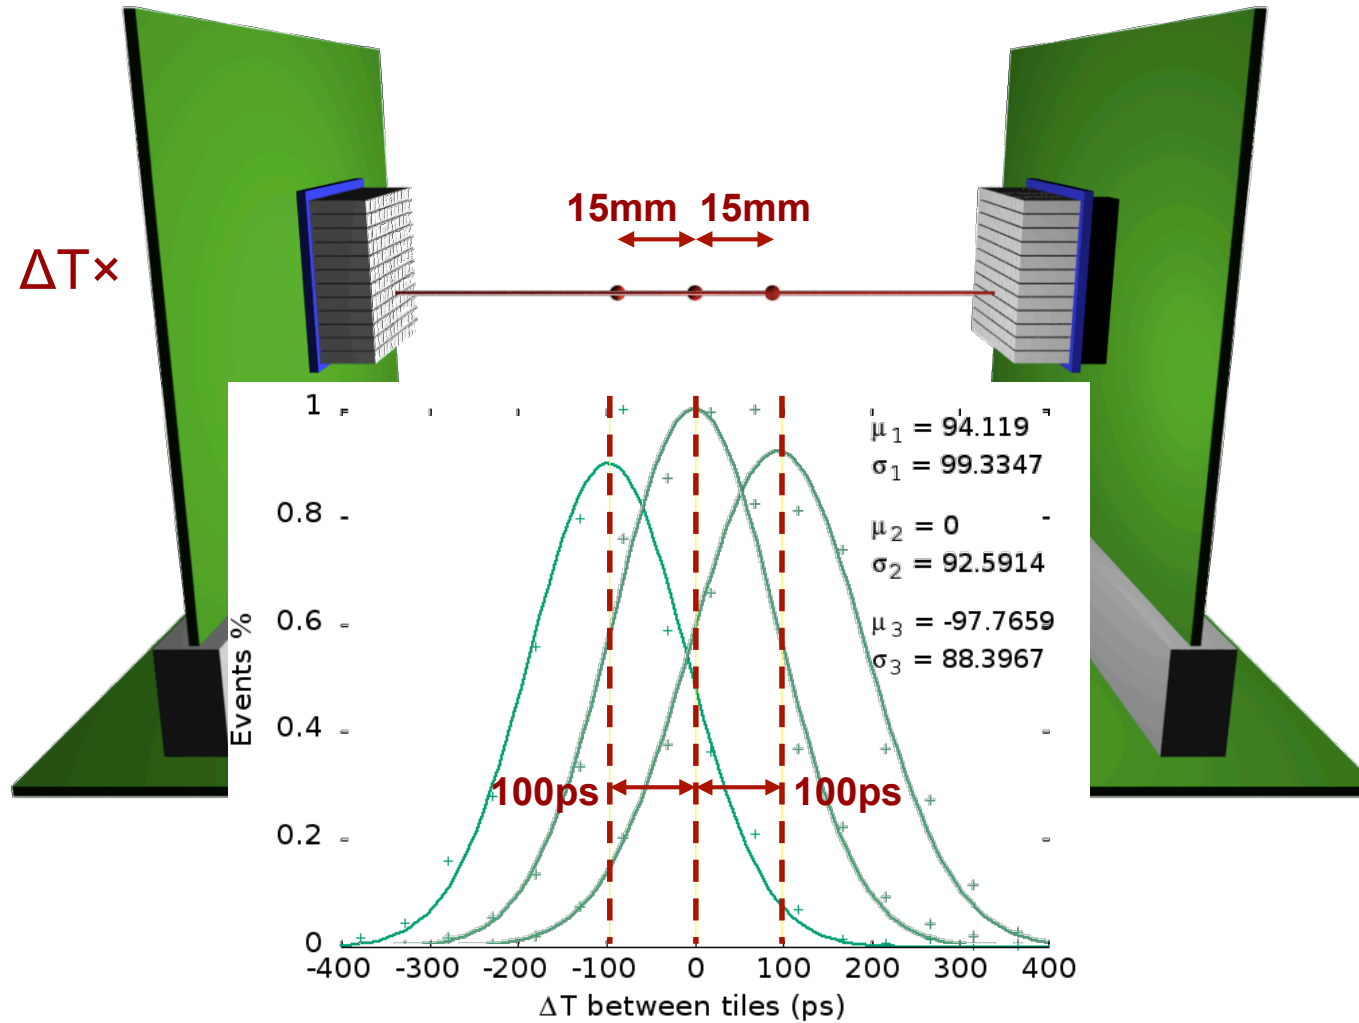 15mm 15mm
ΔT×
1
0.8
0.6
0.4
0.2
0
Events %
μ1 = 94.119
σ1 = 99.3347
μ2 = 0
σ2 = 92.5914
μ3 = -97.7659
σ3 = 88.3967
100ps 100ps
-400 -300 -200 -100 0 100 200 300 400
ΔT between tiles (ps)